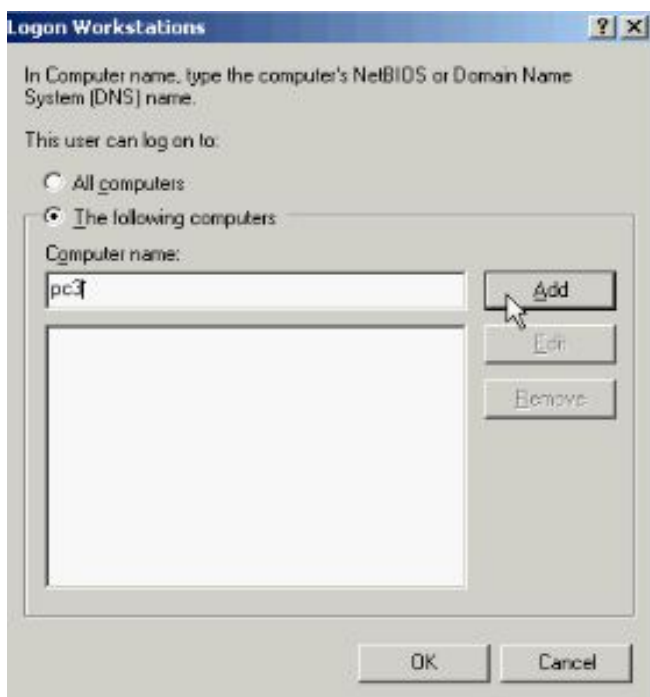 Logon Workstations
In Computer name, type the computer's NetBIOS or Domain Name
System (DNS) name.
This user can log on to:
All computers
The following computers
Computer name:
pc3
Add
Edit
Remove
OK
Cancel